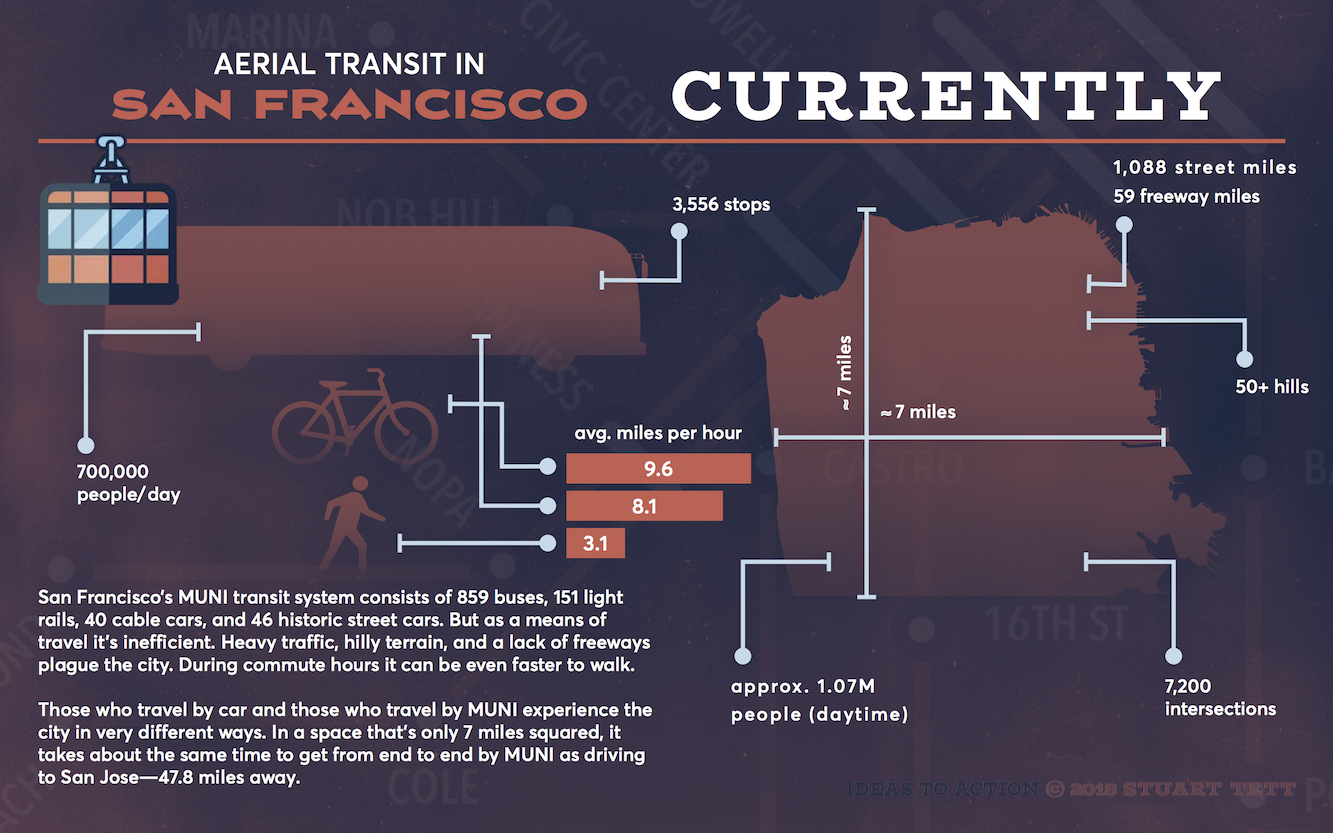 MARINA
CIVIC CENTER
AERIAL TRANSIT IN
SAN FRANCISCO
CURRENTLY
1,088 street miles
59 freeway miles
3,556 stops
NOB HILL
NESS
≈7 miles
≈7 miles
50+ hills
avg. miles per hour
9.6
8.1
3.1
NOPA
CASTRO
700,000
people/day
San Francisco's MUNI transit system consists of 859 buses, 151 light
rails, 40 cable cars, and 46 historic street cars. But as a means of
travel it's inefficient. Heavy traffic, hilly terrain, and a lack of freeways
plague the city. During commute hours it can be even faster to walk.
Those who travel by car and those who travel by MUNI experience the
city in very different ways. In a space that's only 7 miles squared, it
takes about the same time to get from end to end by MUNI as driving
to San Jose—47.8 miles away.
16TH ST
approx. 1.07M
people (daytime)
7,200
intersections
COLE
IDEAS TO ACTION © 2018 STUART TETT